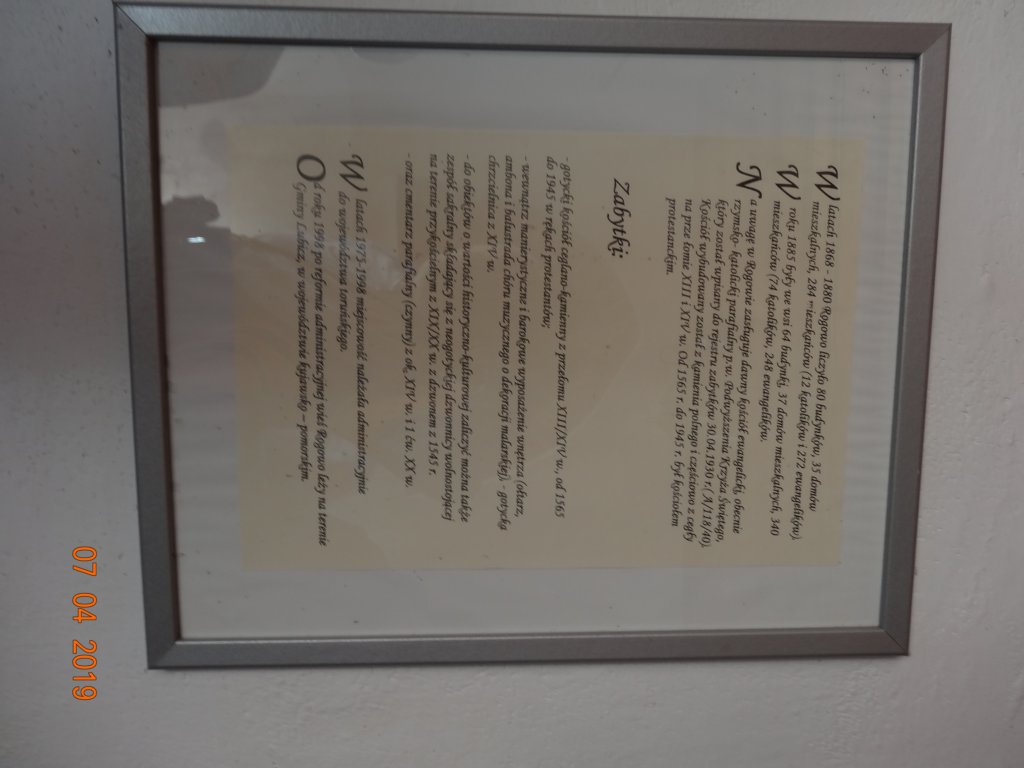 W latach 1868 - 1880 Rogowo liczyło 80 budynków, 35 domów
mieszkalnych, 284 mieszkańców (12 katolików i 272 ewangelików).
W roku 1885 były we wsi 64 budynki, 37 domów mieszkalnych, 340
mieszkańców (74 katolików, 248 ewangelików.
Na uwagę w Rogowie zasługuje dawny kościół ewangelicki, obecnie
rzymsko- katolicki parafialny p.w. Podwyższenia Krzyża Świętego,
który został wpisany do rejestru zabytków 30.04.1930 r.( A/118/40).
Kościół wybudowany został z kamienia polnego i częściowo z cegły
na prze łomie XIII i XIV w. Od 1565 r. do 1945 r. był kościołem
protestanckim.
Zabytki:
- gotycki kościół ceglano-kamienny z przełomu XIII/XIV w. od 1565
do 1945 w rękach protestantów;
- wewnątrz manierystyczne i barokowe wyposażenie wnętrza (ołtarz,
ambona i balustrada chóru muzycznego o dekoracji malarskiej), gotycka
chrzcielnica z XIV w.
- do obiektów o wartości historyczno-kulturowej zaliczyć można także
zespół sakralny składający się z neogotyckiej dzwonnicy wolnostojącej
na terenie przykościelnym z XIX/XX w. z dzwonem z 1545 r.
- oraz cmentarz parafialny (czynny) z ok. XIV w. i 1 ćw. XX w.
W latach 1975-1998 miejscowość należała administracyjnie
do województwa toruńskiego.
Od roku 1998 po reformie administracyjnej wieś Rogowo leży na terenie
Gminy Lubicz, w województwie kujawsko - pomorskim.
07 04 2019